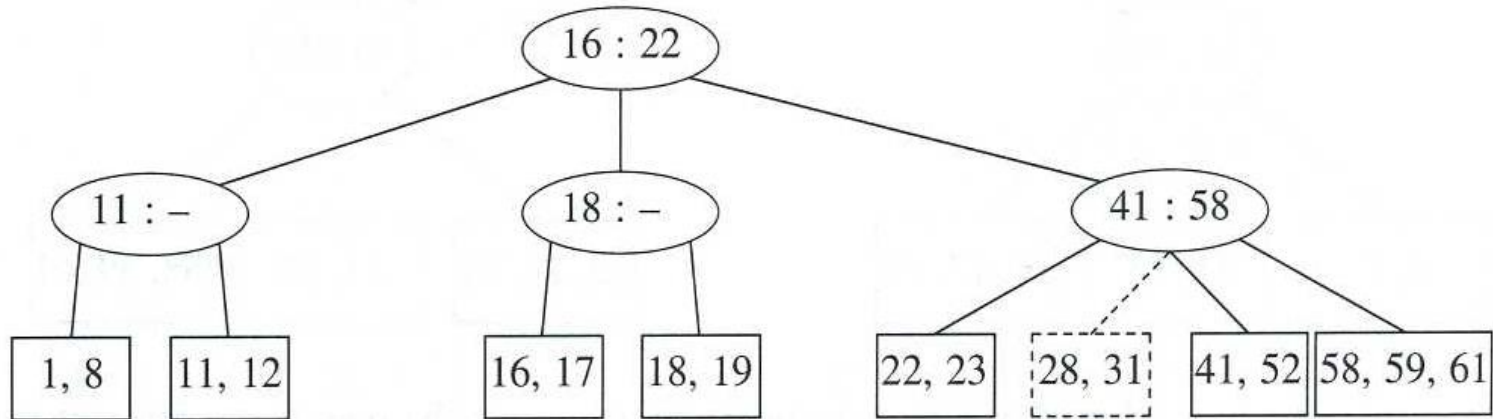 16 : 22
11 : –
18 : –
41 : 58
1, 8
11, 12
16, 17
18, 19
22, 23
28, 31
41, 52
58, 59, 61